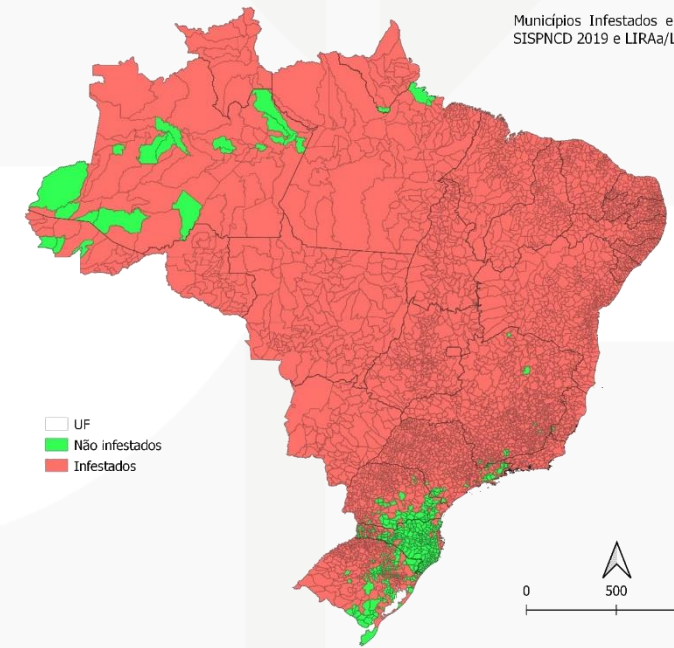 Municípios Infestados e
SISPNCD 2019 e LIRAa/L
UF
Não infestados
Infestados
0 500